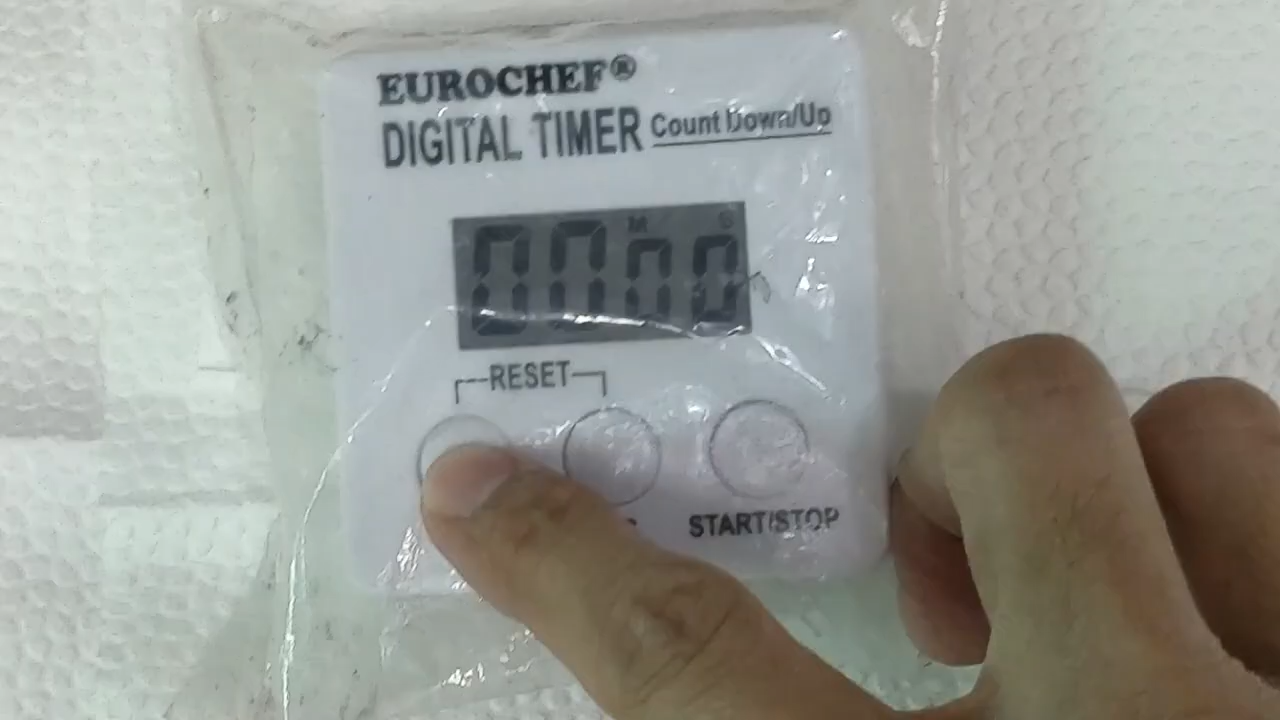 EUROCHEF®
DIGITAL TIMER Count Down/Up
M S
00 00
RESET
START/STOP